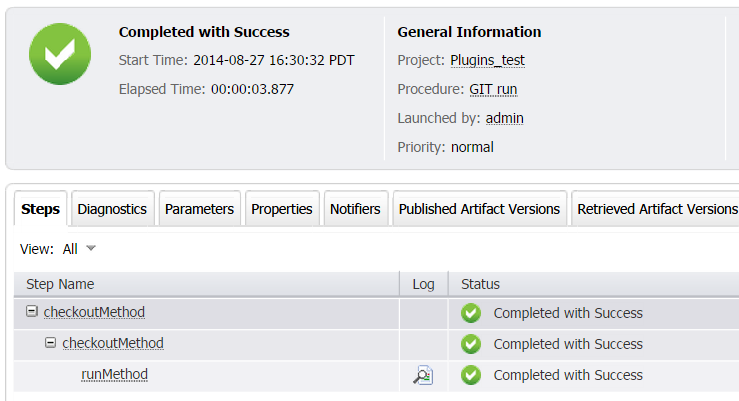 Completed with Success
Start Time: 2014-08-27 16:30:32 PDT
Elapsed Time: 00:00:03.877
General Information
Project: Plugins_test
Procedure: GIT run
Launched by: admin
Priority: normal
Steps Diagnostics Parameters Properties Notifiers Published Artifact Versions Retrieved Artifact Versions
View: All
Step Name Log Status
checkoutMethod Completed with Success
checkoutMethod Completed with Success
runMethod Completed with Success